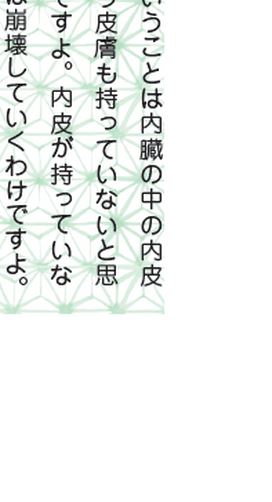 いうことは内臓の中の内皮
皮膚も持っていないと思
ですよ。内皮が持っていな
は崩壊していくわけですよ。